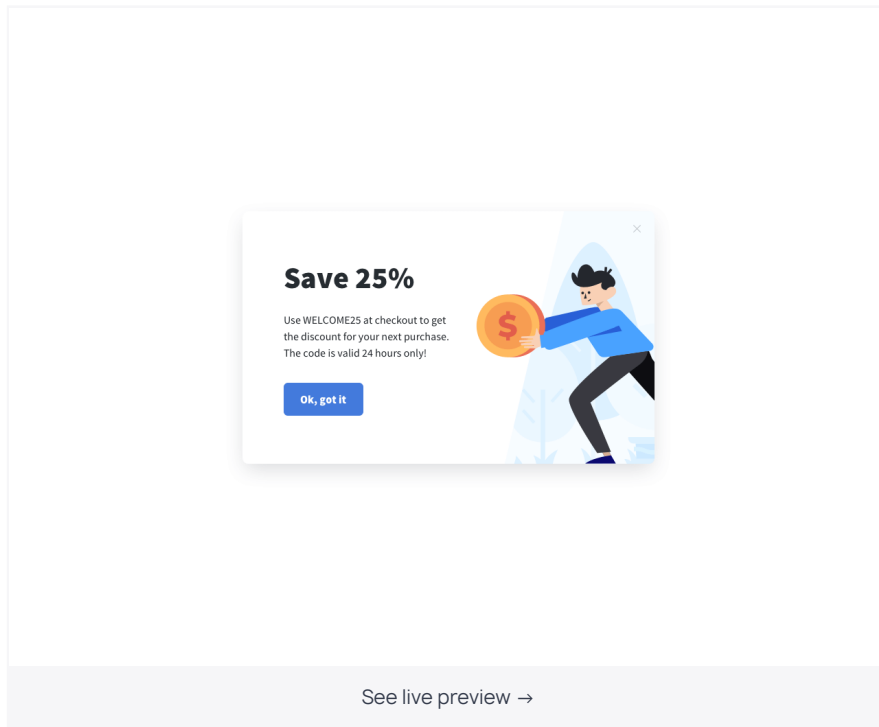 Save 25%
Use WELCOME25 at checkout to get
the discount for your next purchase.
The code is valid 24 hours only!
$
Ok, got it
See live preview →